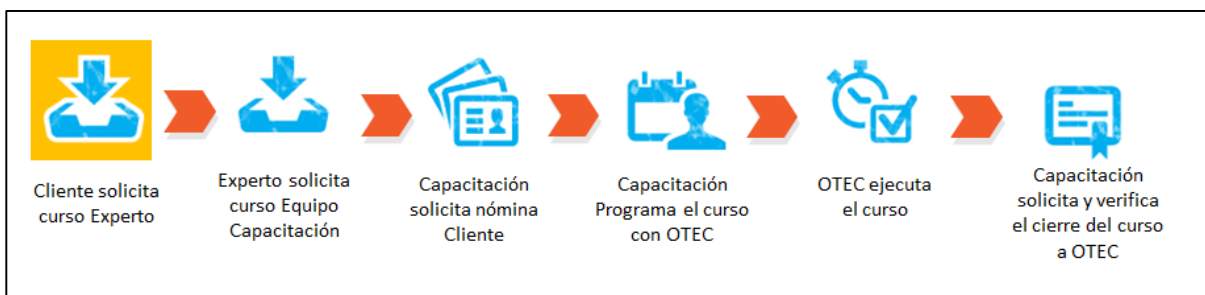 Cliente solicita
curso Experto
Experto solicita
curso Equipo
Capacitación
Capacitación
solicita nómina
Cliente
Capacitación
Programa el curso
con OTEC
OTEC ejecuta
el curso
Capacitación
solicita y verifica
el cierre del curso
a OTEC